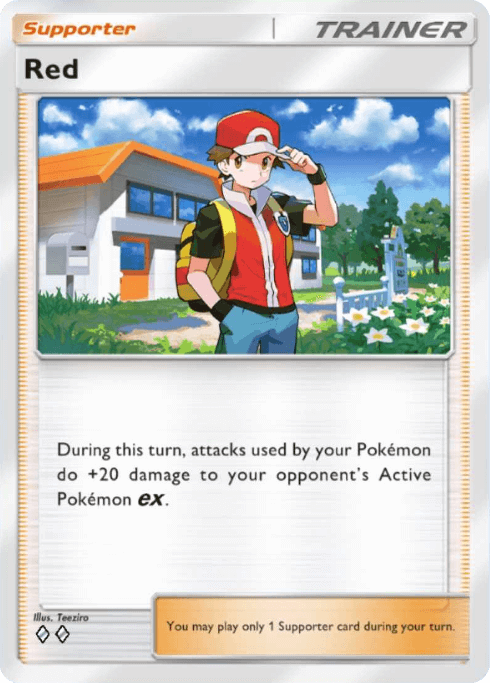 Supporter
TRAINER
Red
During this turn, attacks used by your Pokémon
do +20 damage to your opponent's Active
Pokémon ex.
Illus. Teeziro
You may play only 1 Supporter card during your turn.